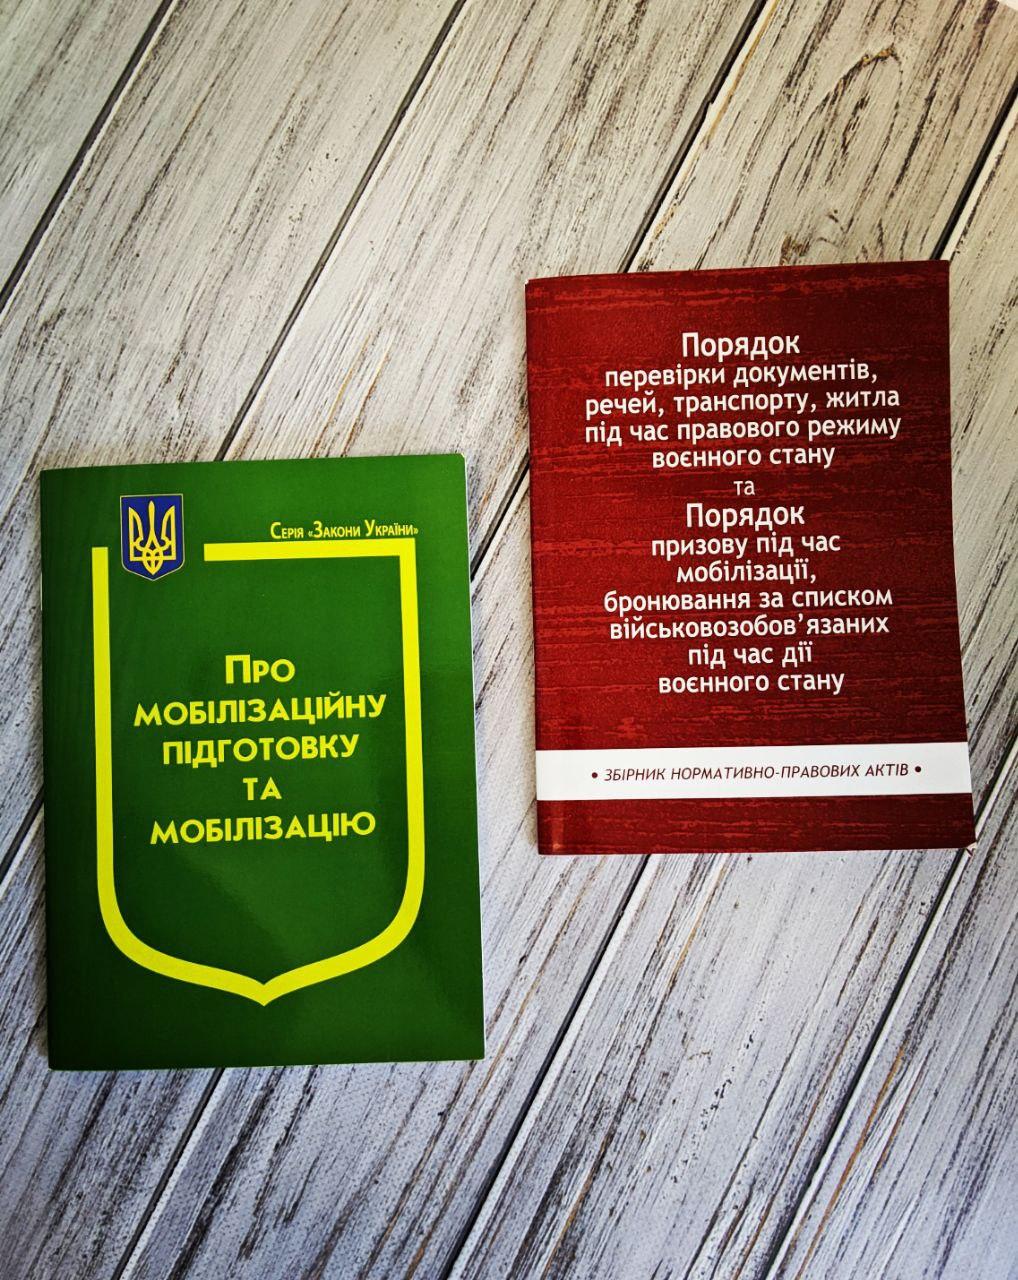 Серія «Закони України»
Про
мобілізаційну
підготовку
та
мобілізацію
Порядок
перевірки документів,
речей, транспорту, житла
під час правового режиму
воєнного стану
та
Порядок
призову під час
мобілізації,
бронювання за списком
військовозобов’язаних
під час дії
воєнного стану
• ЗБІРНИК НОРМАТИВНО-ПРАВОВИХ АКТІВ •